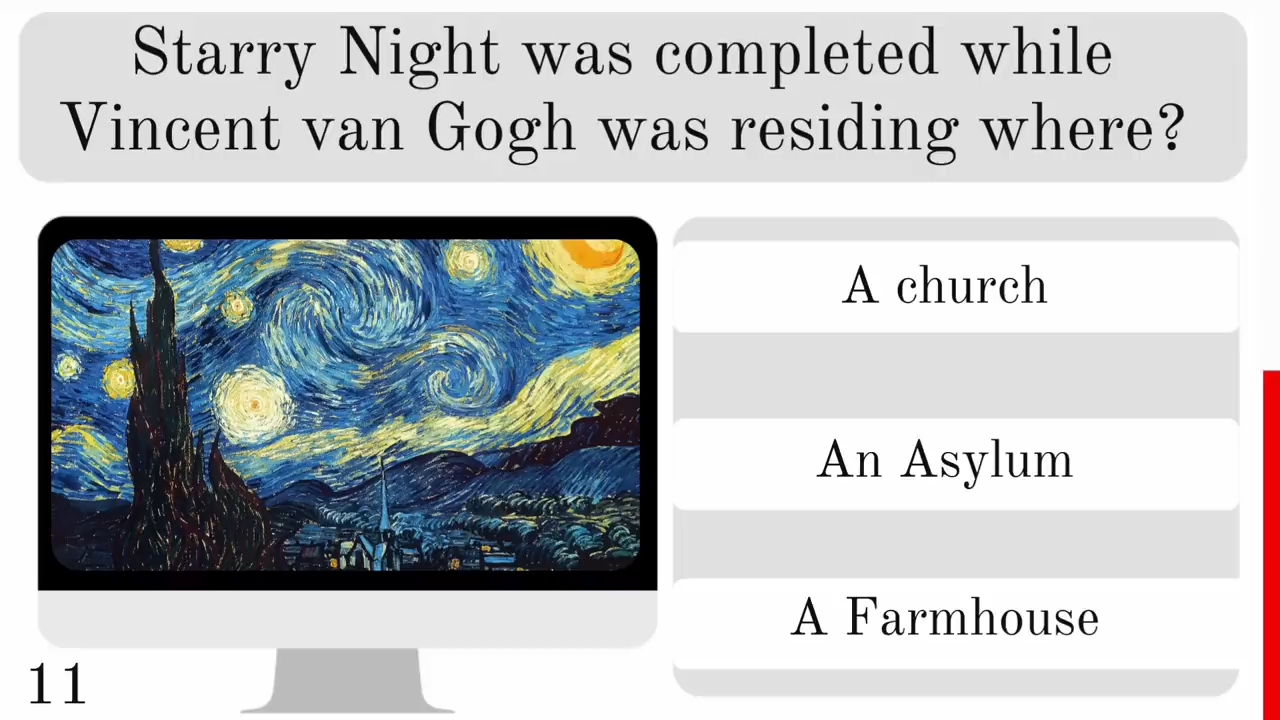 Starry Night was completed while
Vincent van Gogh was residing where?
A church
An Asylum
A Farmhouse
11